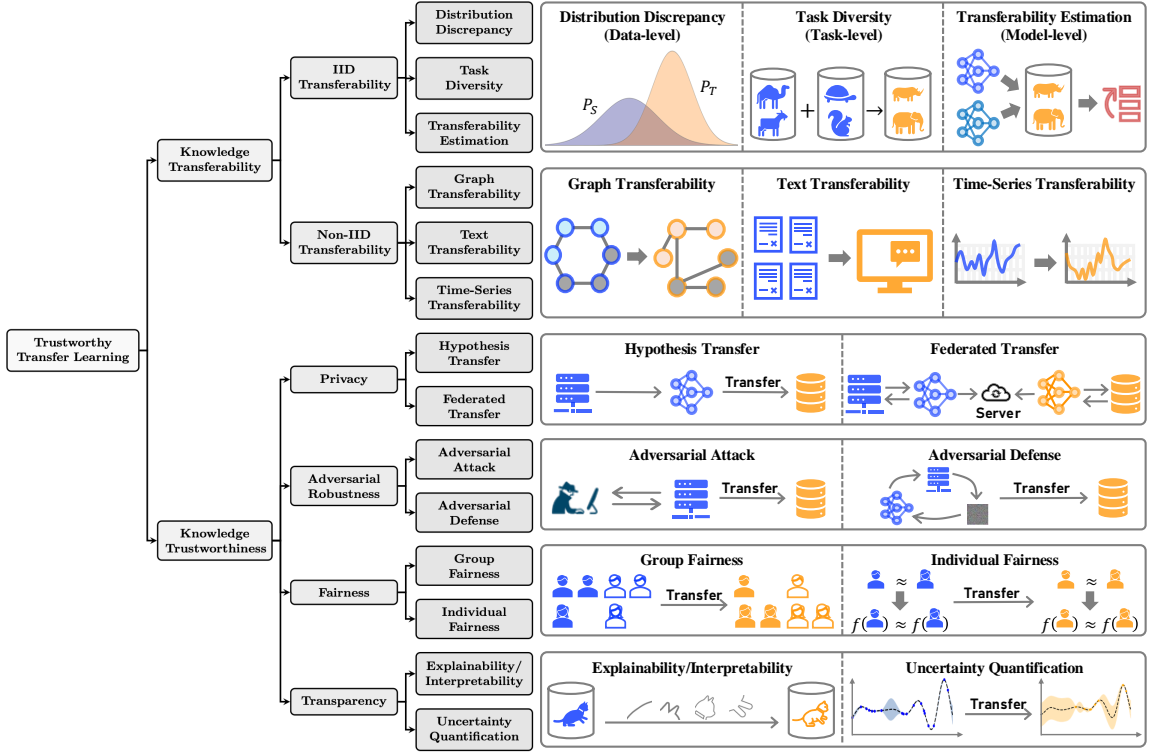 Trustworthy
Transfer Learning
Knowledge
Transferability
Knowledge
Trustworthiness
IID
Transferability
Non-IID
Transferability
Privacy
Adversarial
Robustness
Fairness
Transparency
Distribution
Discrepancy
Task
Diversity
Transferability
Estimation
Graph
Transferability
Text
Transferability
Time-Series
Transferability
Hypothesis
Transfer
Federated
Transfer
Adversarial
Attack
Adversarial
Defense
Group
Fairness
Individual
Fairness
Explainability/
Interpretability
Uncertainty
Quantification
Distribution Discrepancy
(Data-level)
P_S
P_T
Task Diversity
(Task-level)
+
Transferability Estimation
(Model-level)
Graph Transferability
Text Transferability
Time-Series Transferability
Hypothesis Transfer
Transfer
Federated Transfer
Server
Adversarial Attack
Transfer
Adversarial Defense
Transfer
Group Fairness
Transfer
Individual Fairness
≈
f( ) ≈ f( )
Transfer
≈
f( ) ≈ f( )
Explainability/Interpretability
Uncertainty Quantification
Transfer